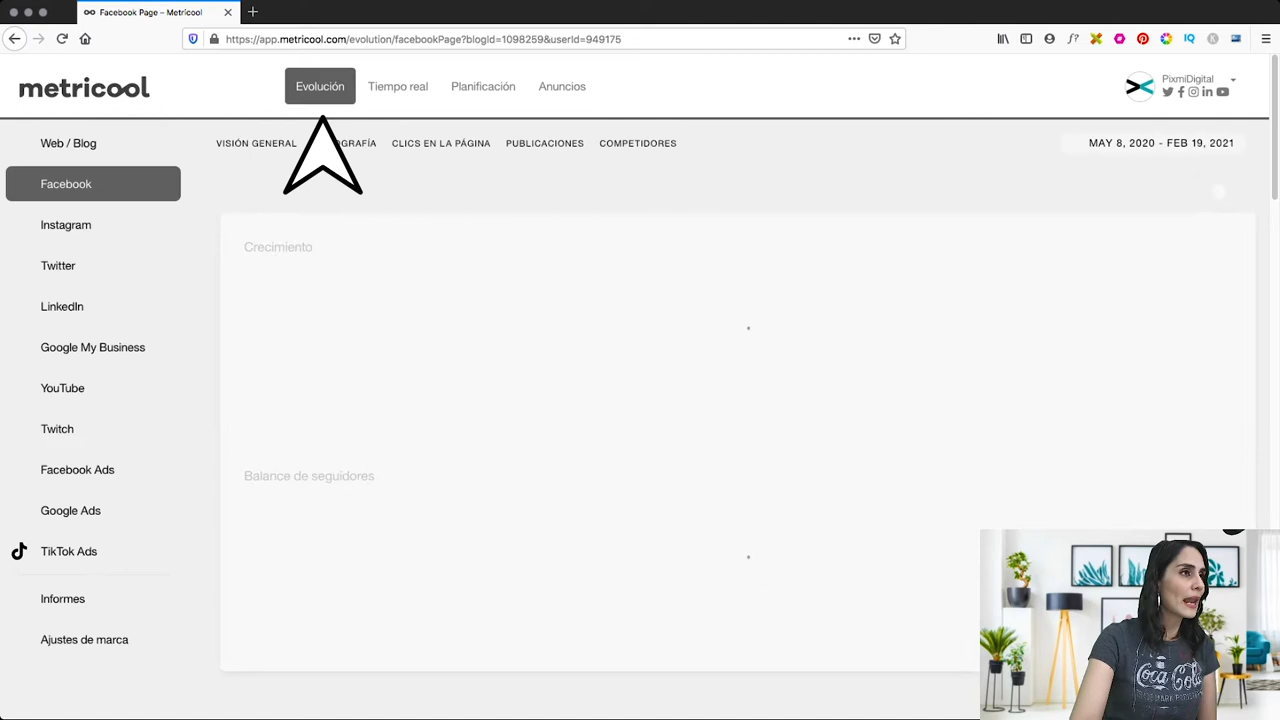 Facebook Page – Metricool
https://app.metricool.com/evolution/facebookPage?blogId=1098259&userId=949175
metricool
Evolución
Tiempo real
Planificación
Anuncios
PixmiDigital
Web / Blog
Facebook
Instagram
Twitter
LinkedIn
Google My Business
YouTube
Twitch
Facebook Ads
Google Ads
TikTok Ads
Informes
Ajustes de marca
VISIÓN GENERAL
CLICS EN LA PÁGINA
PUBLICACIONES
COMPETIDORES
MAY 8, 2020 - FEB 19, 2021
Crecimiento
Balance de seguidores
Coca Cola